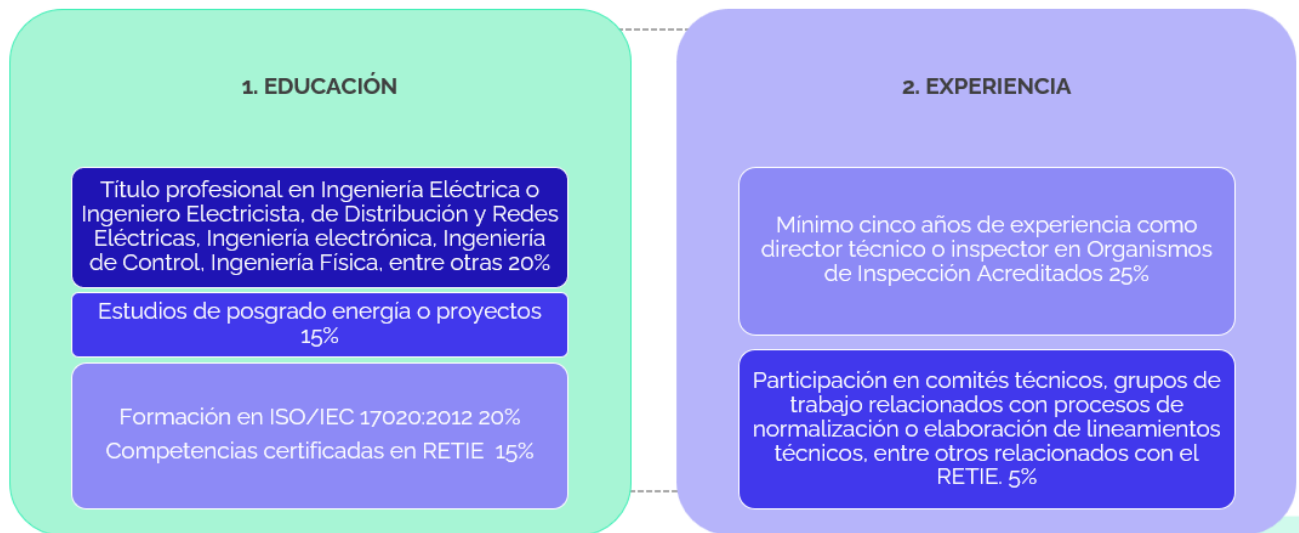 1. EDUCACIÓN
Título profesional en Ingeniería Eléctrica o
Ingeniero Electricista, de Distribución y Redes
Eléctricas, Ingeniería electrónica, Ingeniería
de Control, Ingeniería Física, entre otras 20%
Estudios de posgrado energía o proyectos
15%
Formación en ISO/IEC 17020:2012 20%
Competencias certificadas en RETIE 15%
2. EXPERIENCIA
Mínimo cinco años de experiencia como
director técnico o inspector en Organismos
de Inspección Acreditados 25%
Participación en comités técnicos, grupos de
trabajo relacionados con procesos de
normalización o elaboración de lineamientos
técnicos, entre otros relacionados con el
RETIE. 5%